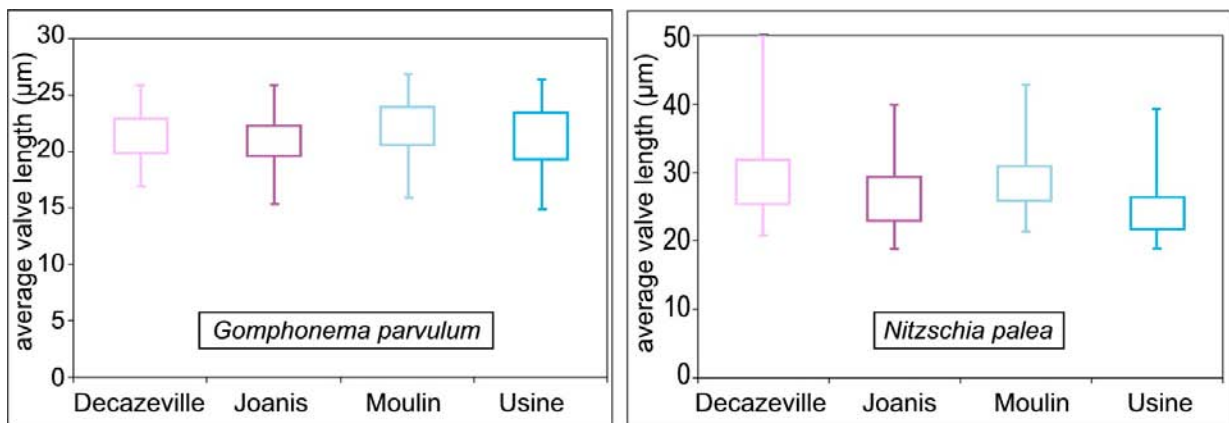 average valve length (µm)
30
25
20
15
10
5
0
Gomphonema parvulum
Decazeville Joanis Moulin Usine
average valve length (µm)
50
40
30
20
10
0
Nitzschia palea
Decazeville Joanis Moulin Usine